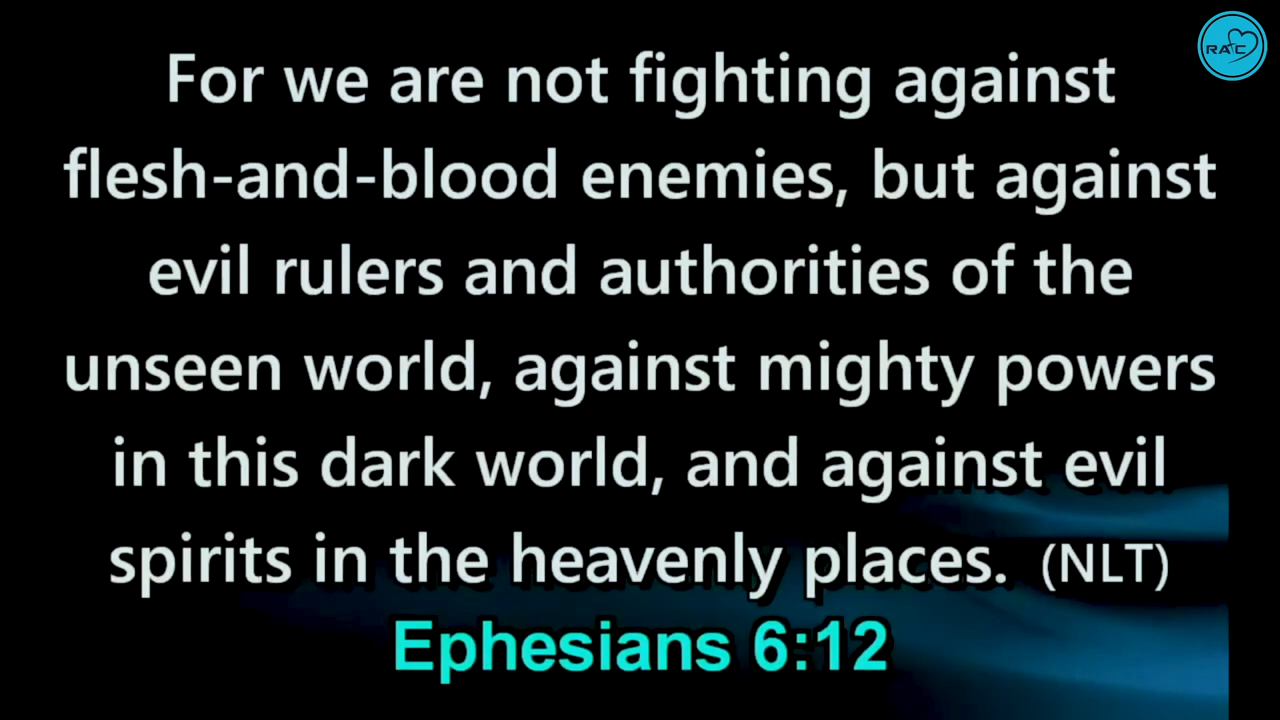 RAC
For we are not fighting against
flesh-and-blood enemies, but against
evil rulers and authorities of the
unseen world, against mighty powers
in this dark world, and against evil
spirits in the heavenly places. (NLT)
Ephesians 6:12